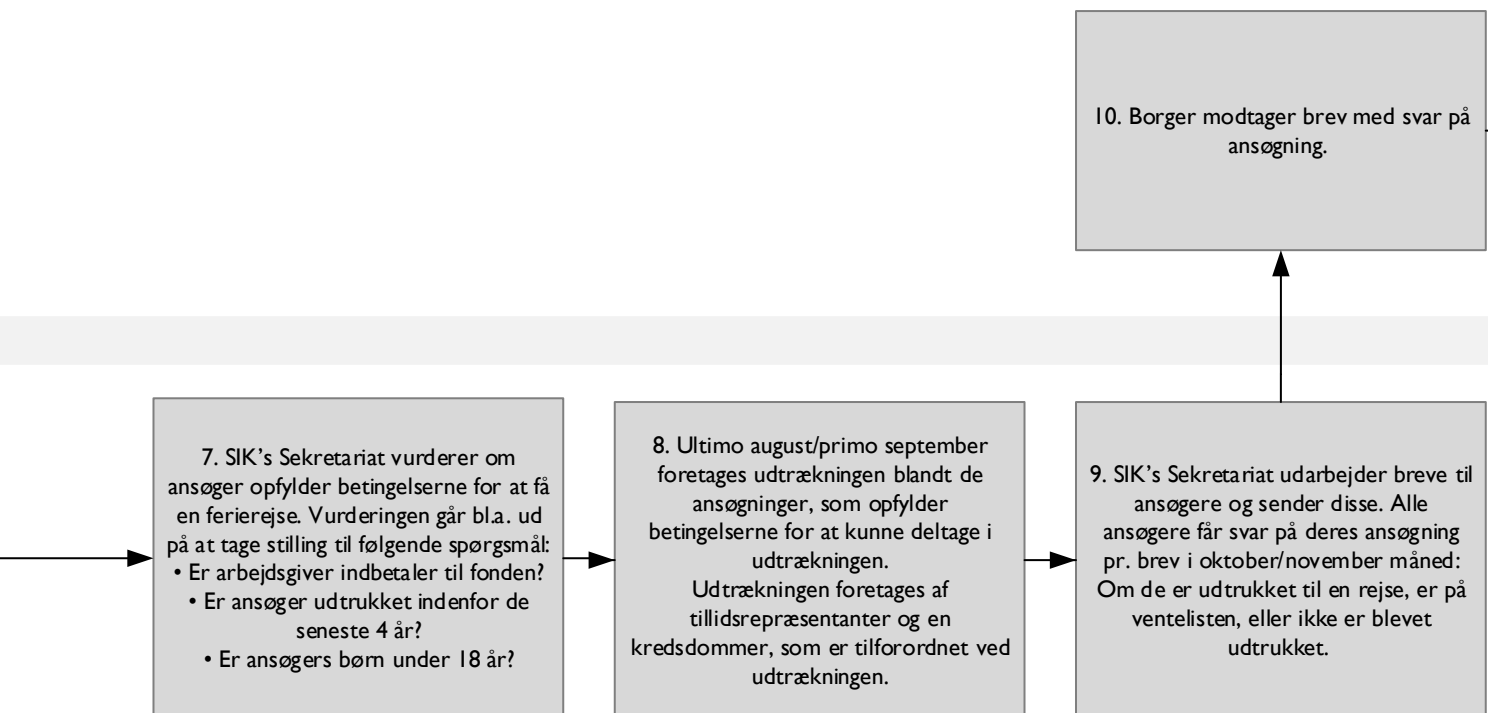 10. Borger modtager brev med svar på
ansøgning.
7. SIK's Sekretariat vurderer om
ansøger opfylder betingelserne for at få
en ferierejse. Vurderingen går bl.a. ud
på at tage stilling til følgende spørgsmål:
• Er arbejdsgiver indbetaler til fonden?
• Er ansøger udtrukket indenfor de
seneste 4 år?
• Er ansøgers børn under 18 år?
8. Ultimo august/primo september
foretages udtrækningen blandt de
ansøgninger, som opfylder
betingelserne for at kunne deltage i
udtrækningen.
Udtrækningen foretages af
tillidsrepræsentanter og en
kredsdommer, som er tilforordnet ved
udtrækningen.
9. SIK's Sekretariat udarbejder breve til
ansøgere og sender disse. Alle
ansøgere får svar på deres ansøgning
pr. brev i oktober/november måned:
Om de er udtrukket til en rejse, er på
ventelisten, eller ikke er blevet
udtrukket.